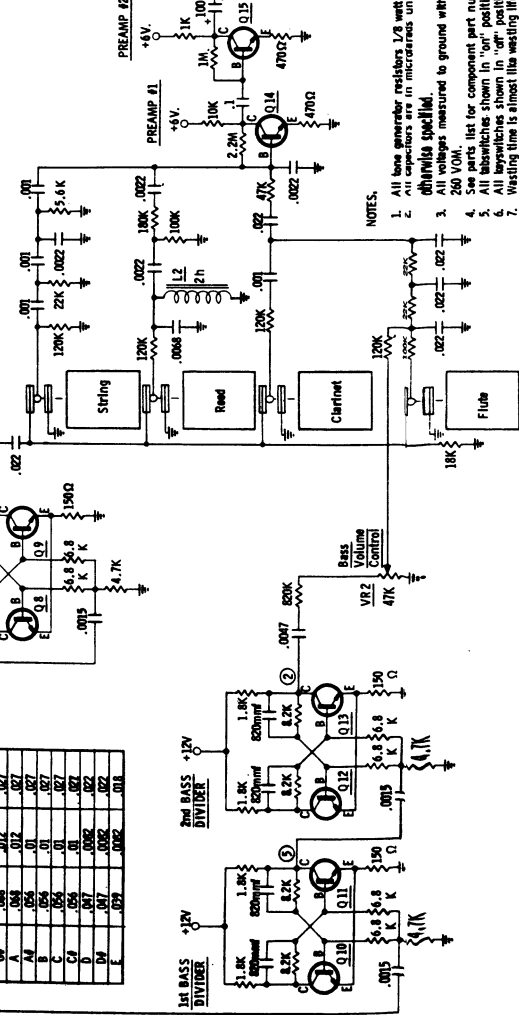 PREAMP #2
+6V.
1K
100
Q15
C
B
E
1M.
470Ω
.1
PREAMP #1
+6V.
10K
2.2M
Q14
C
B
E
470Ω
.0022
47K
.022
.001
5.6K
.001
.0022
22K
.001
120K
String
.0022
180K
100K
.0022
L2
2h
120K
.0068
Reed
.001
120K
Clarinet
120K
22K
22K
100K
.022
.022
.022
Flute
18K
.022
NOTES,
1. All tone generator resistors 1/8 watt
2. All capacitors are in microfarads un
otherwise specified.
3. All voltages measured to ground with
260 VOM.
4. See parts list for component part nu
5. All tabswitches shown in "on" positi
6. All keyswitches shown in "off" positi
7. Wasting time is almost like wasting lif
Q8
Q9
C
B
E
C
B
E
150Ω
6.8 K
6.8 K
4.7K
.0015
Bass
Volume
Control
VR2
47K
820K
.0047
2nd BASS
DIVIDER
+12V
1.8K
820mmf
8.2K
1.8K
820mmf
8.2K
2
C
B
E
Q12
C
B
E
Q13
150 Ω
6.8 K
6.8 K
4.7K
.0015
1st BASS
DIVIDER
+12V
1.8K
820mmf
8.2K
1.8K
820mmf
8.2K
5
C
B
E
Q10
C
B
E
Q11
150 Ω
6.8 K
6.8 K
4.7K
.0015
A .068 .012 .027
A# .056 .01 .027
B .056 .01 .027
C .056 .01 .027
C# .056 .01 .027
D .047 .0082 .022
D# .047 .0082 .022
E .039 .0082 .018